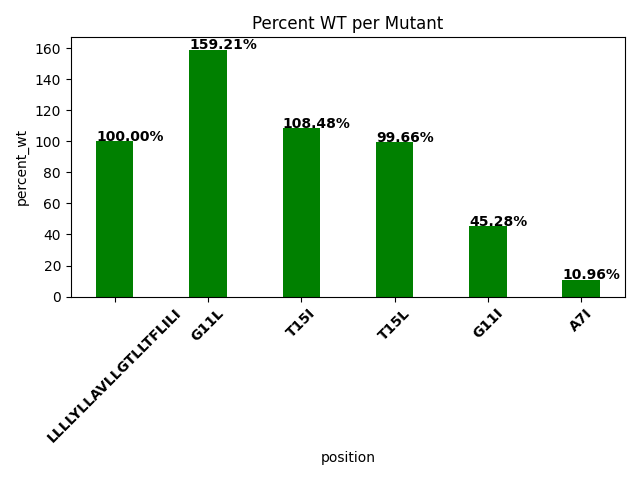 Percent WT per Mutant
percent_wt
160
140
120
100
80
60
40
20
0
100.00%
159.21%
108.48%
99.66%
45.28%
10.96%
LLLLYLLAVLLGTLLTFLILI
G11L
T15I
T15L
G11I
A7I
position